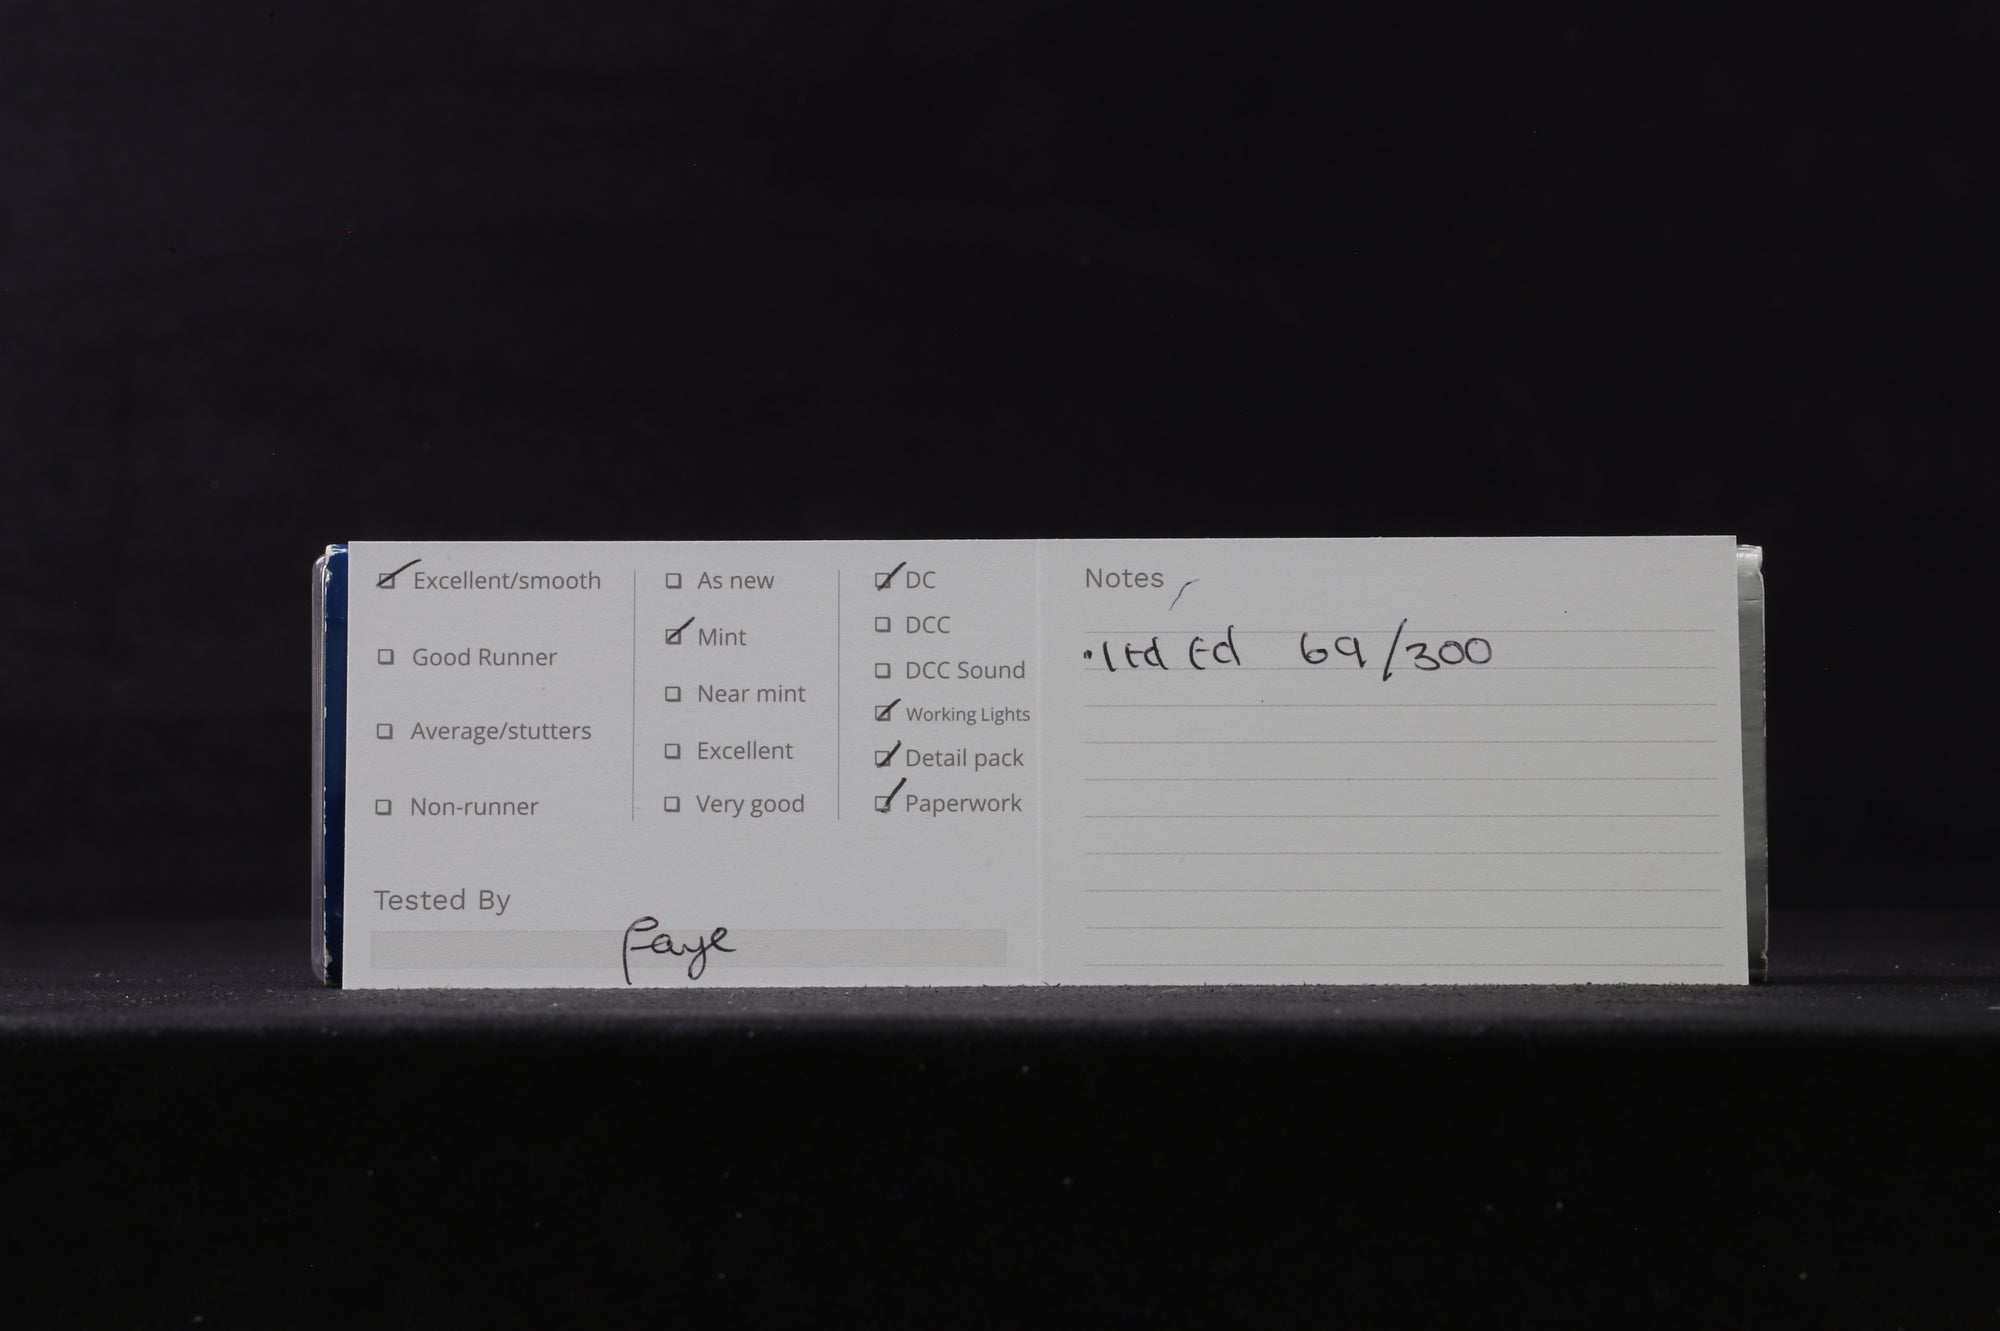 Excellent/smooth
Good Runner
Average/stutters
Non-runner
As new
Mint
Near mint
Excellent
Very good
DC
DCC
DCC Sound
Working Lights
Detail pack
Paperwork
Tested By
Faye
Notes
• Ltd Ed 69/300